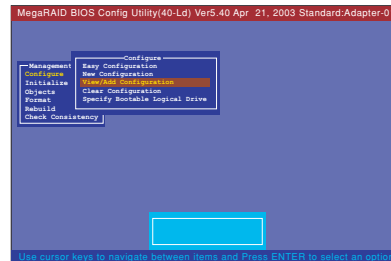 MegaRAID BIOS Config Utility(40-Ld) Ver5.40 Apr 21, 2003 Standard:Adapter-0
Management
Configure
Initialize
Objects
Format
Rebuild
Check Consistency
Configure
Easy Configuration
New Configuration
View/Add Configuration
Clear Configuration
Specify Bootable Logical Drive
Use cursor keys to navigate between items and Press ENTER to select an option